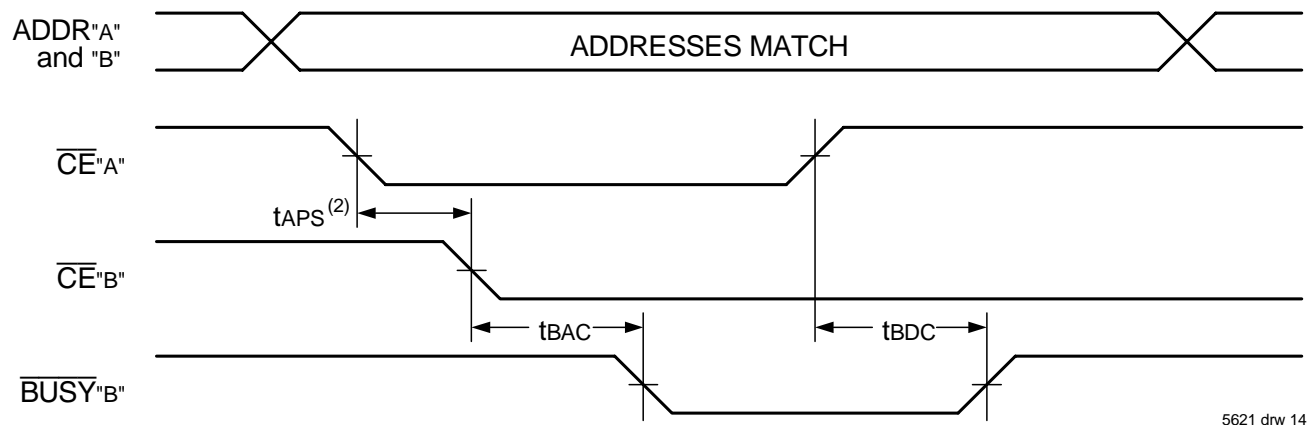 ADDR"A"
and "B"
ADDRESSES MATCH
CE"A"
tAPS(2)
CE"B"
tBAC
tBDC
BUSY"B"
5621 drw 14